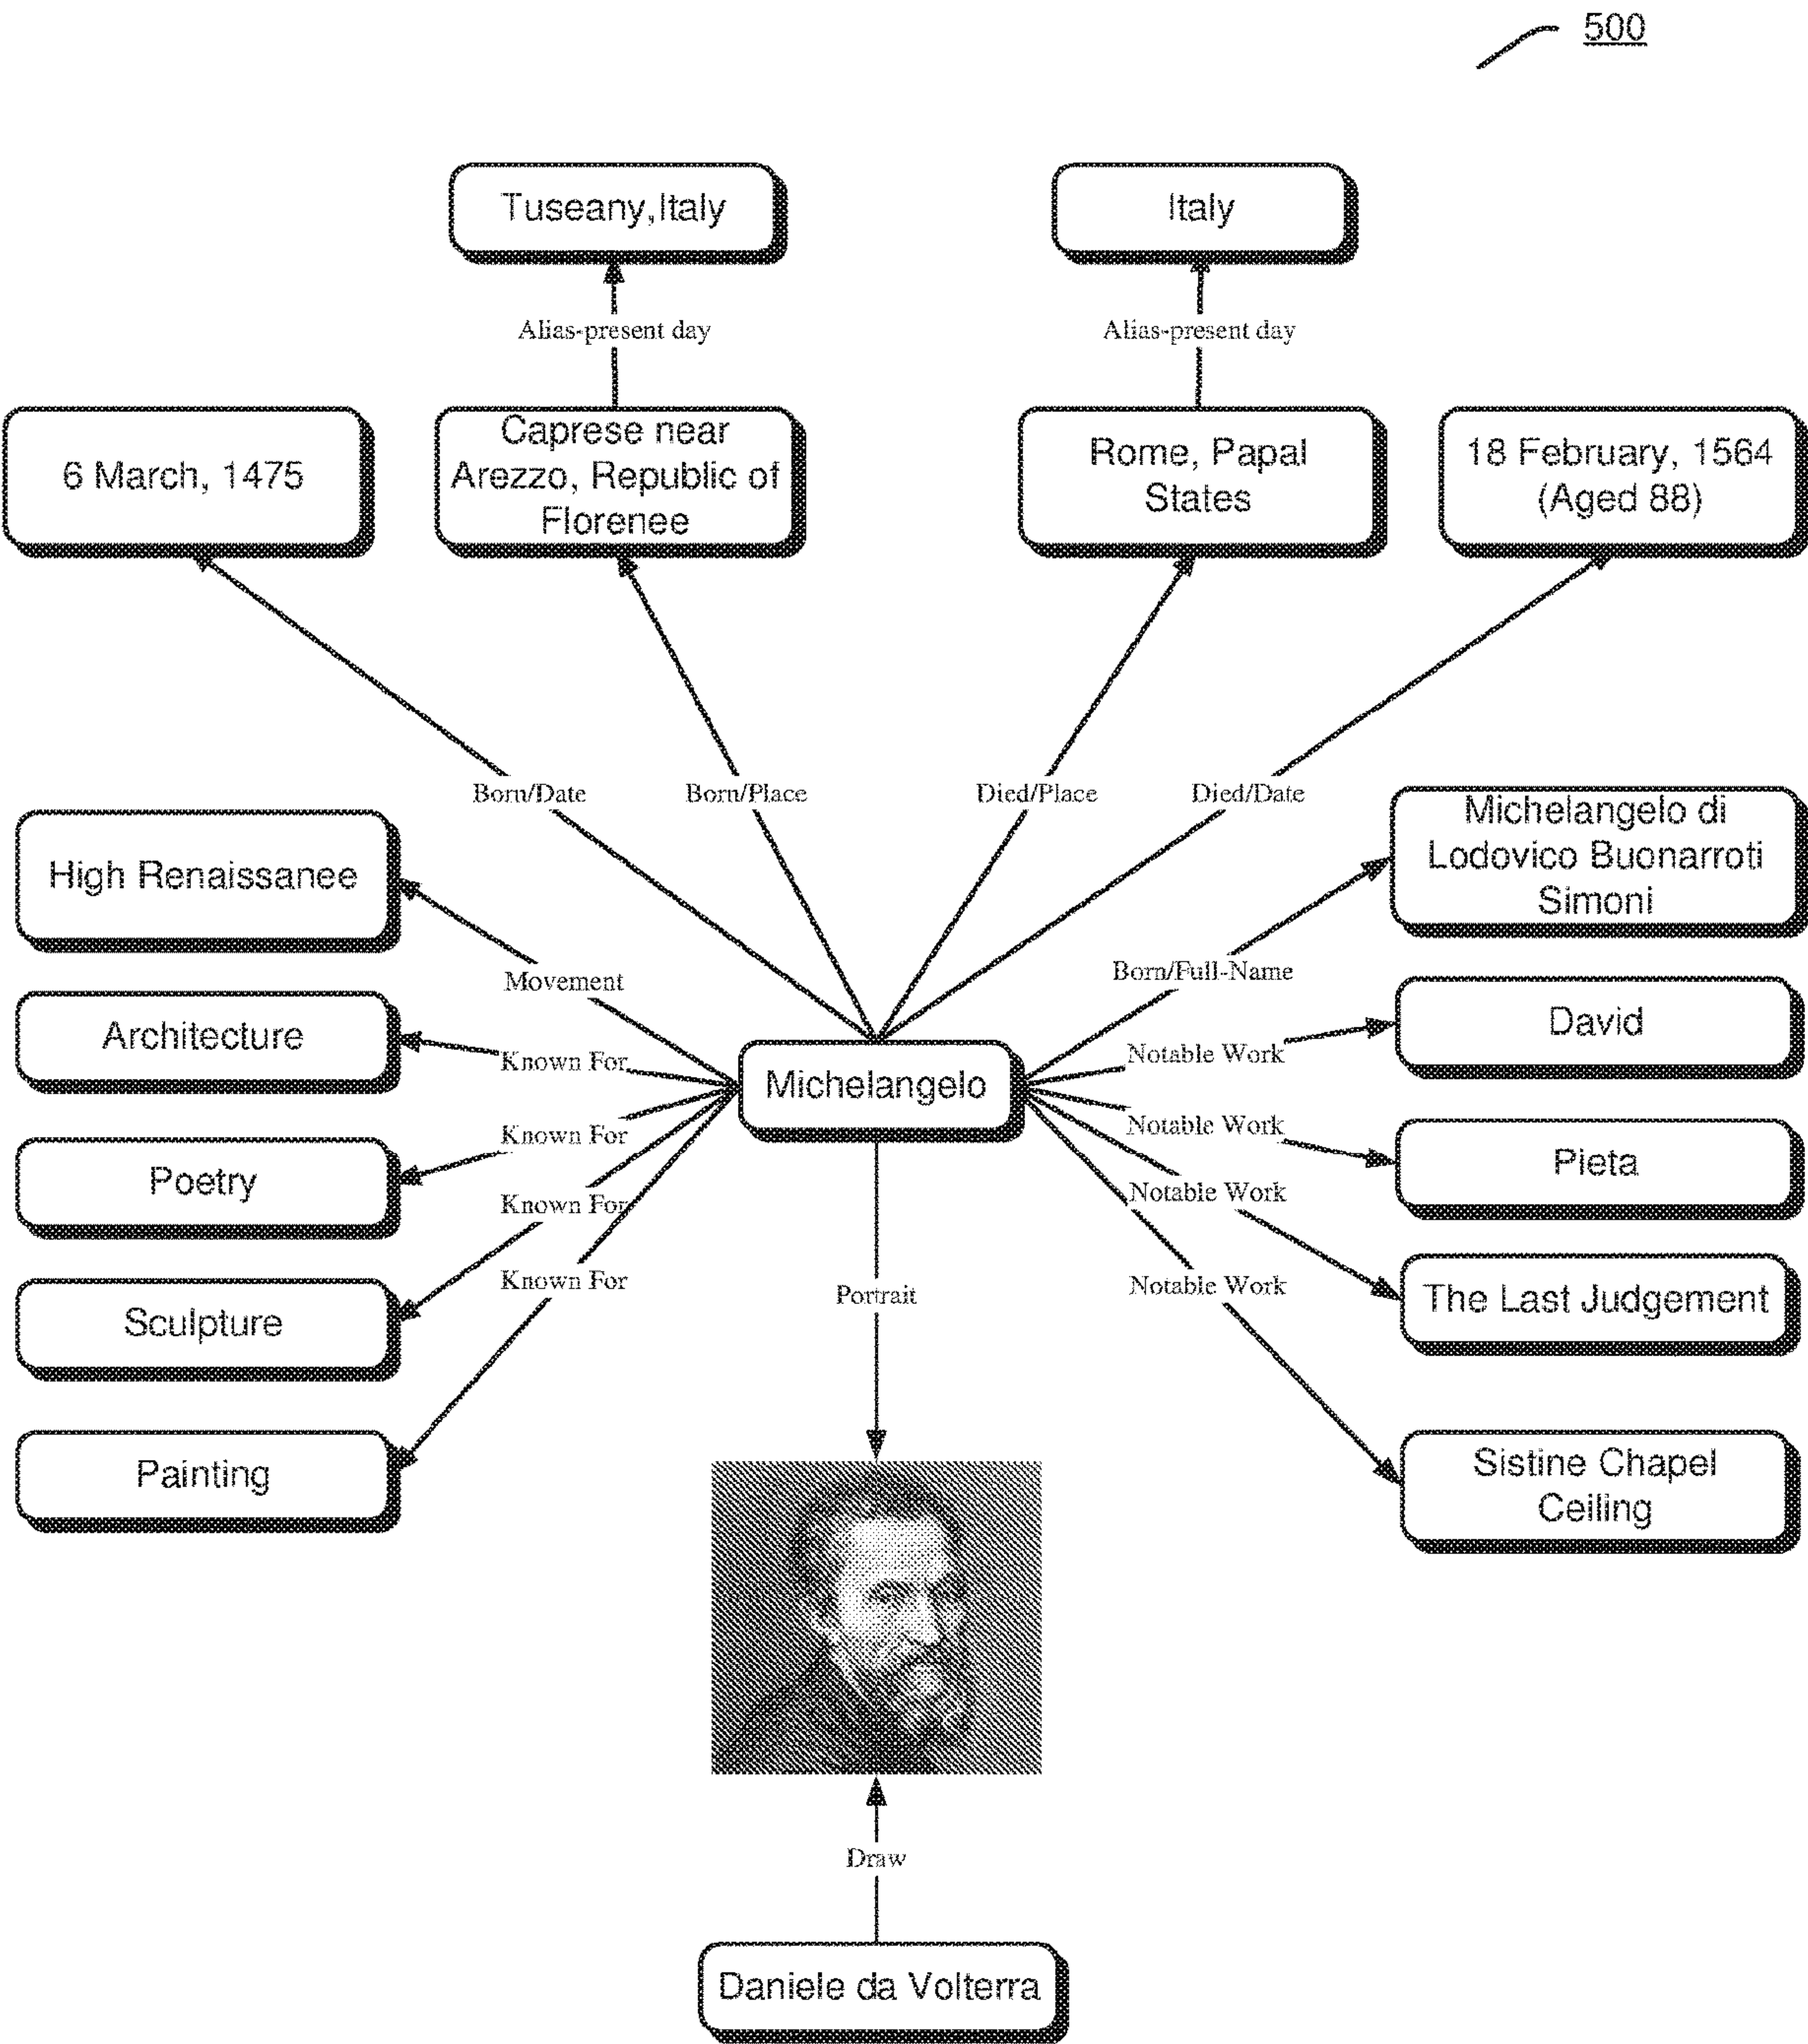 500
Tuseany,Italy
Italy
Alias-present day
Alias-present day
6 March, 1475
Caprese near
Arezzo, Republic of
Florenee
Rome, Papal
States
18 February, 1564
(Aged 88)
Born/Date
Born/Place
Died/Place
Died/Date
High Renaissanee
Michelangelo di
Lodovico Buonarroti
Simoni
Movement
Born/Full-Name
Architecture
Known For
Michelangelo
Notable Work
David
Poetry
Known For
Notable Work
Pieta
Sculpture
Known For
Notable Work
The Last Judgement
Painting
Known For
Portrait
Notable Work
Sistine Chapel
Ceiling
Draw
Daniele da Volterra